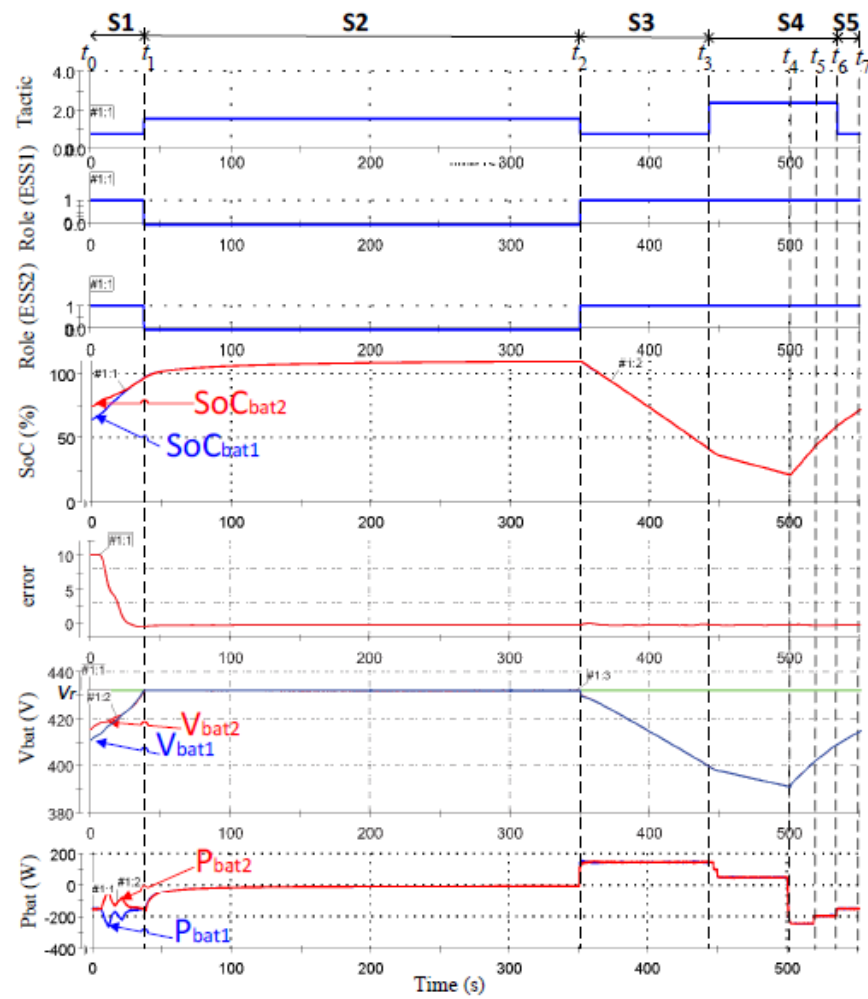 S1 S2 S3 S4 S5
t0 t1 t2 t3 t4 t5 t6 t7
Tactic
4.0
2.0
#1:1
0.0
0 100 200 300 400 500
Role (ESS1)
#1:1
1
0.0
0 100 200 300 400 500
Role (ESS2)
#1:1
1
0.0
0 100 200 300 400 500
SoC (%)
100
50
0
#1:1
#1:2
SoCbat2
SoCbat1
0 100 200 300 400 500
error
#1:1
10
5
0
0 100 200 300 400 500
Vbat (V)
440
#1:1
Vr
#1:2
#1:3
420
400
380
Vbat2
Vbat1
0 100 200 300 400 500
Pbat (W)
200
0
-200
-400
#1:1
#1:2
Pbat2
Pbat1
0 100 200 300 400 500
Time (s)